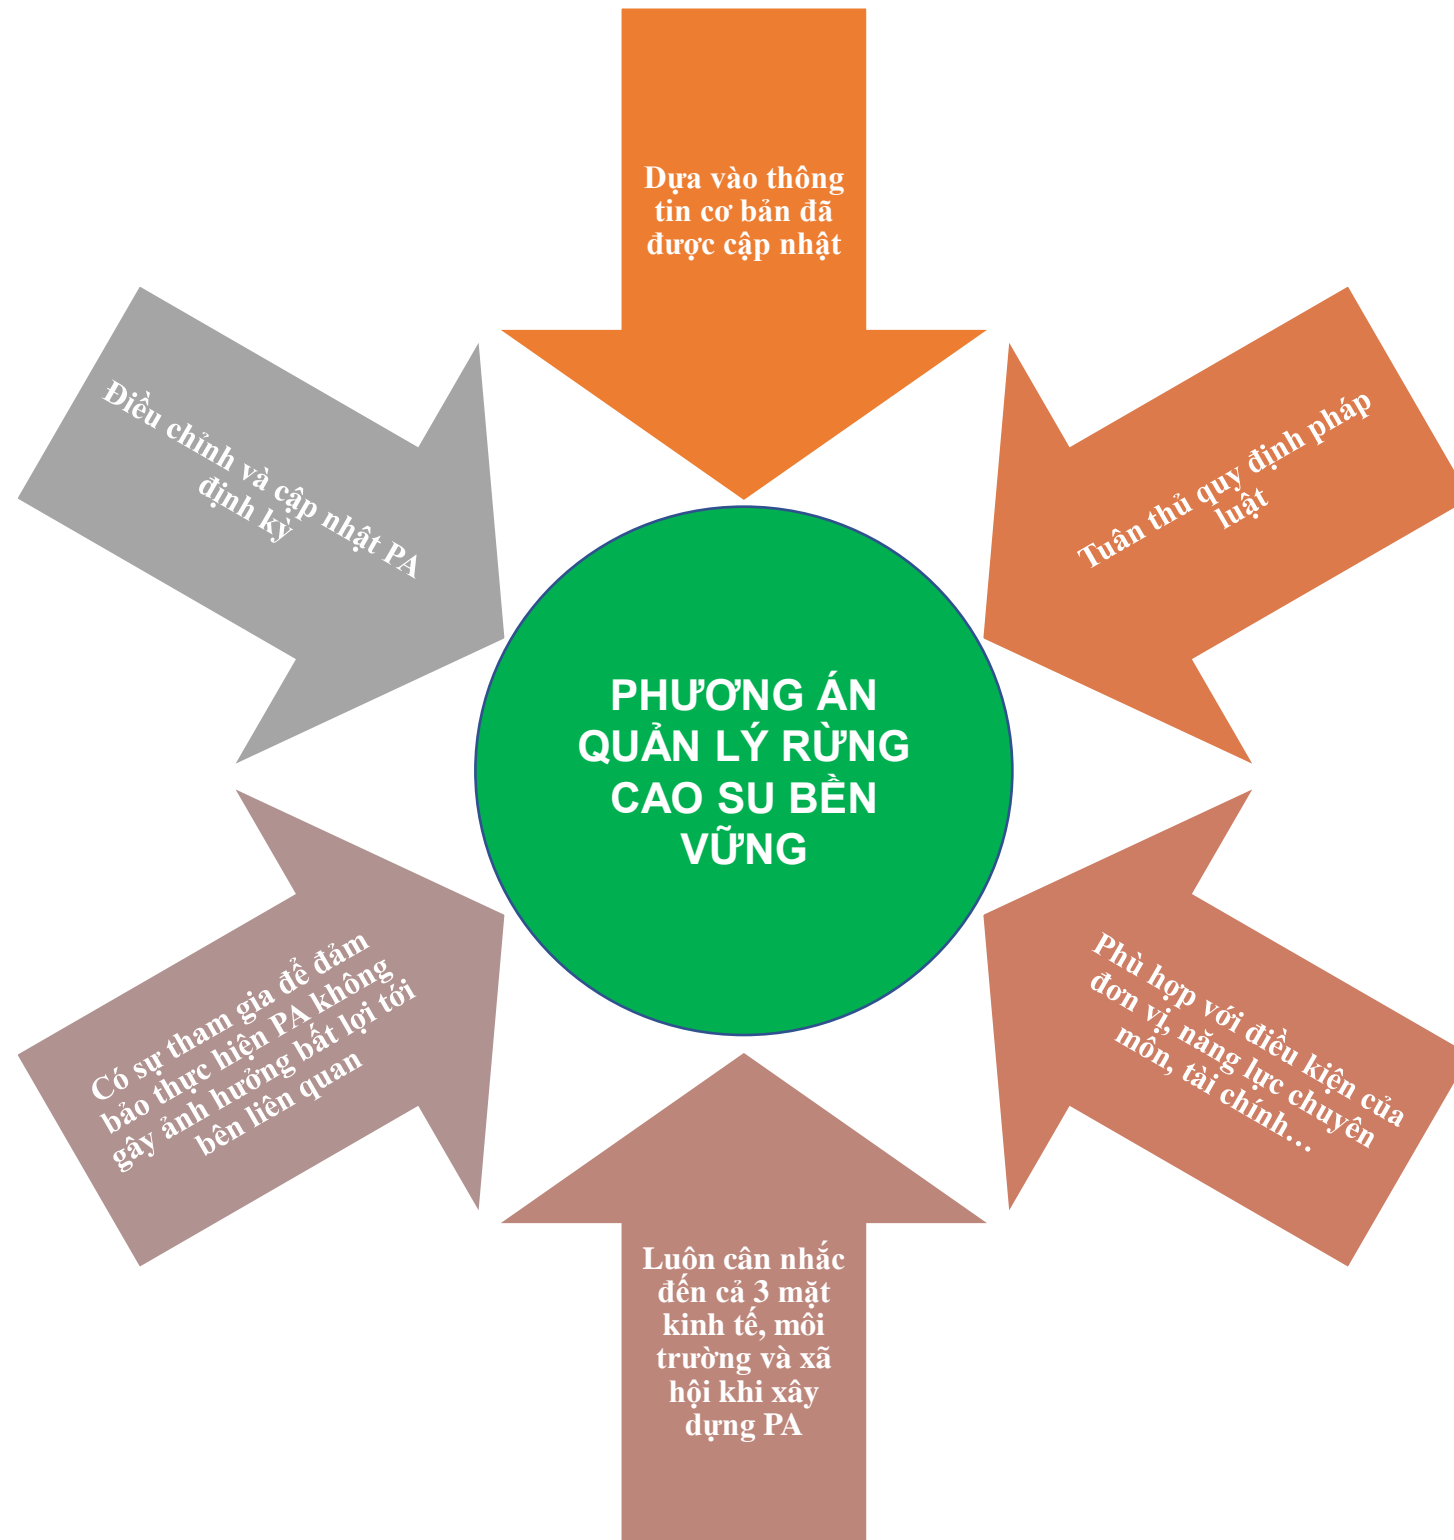 Dựa vào thông
tin cơ bản đã
được cập nhật
Tuân thủ quy định pháp
luật
Phù hợp với điều kiện của
đơn vị, năng lực chuyên
môn, tài chính…
Luôn cân nhắc
đến cả 3 mặt
kinh tế, môi
trường và xã
hội khi xây
dựng PA
Có sự tham gia để đảm
bảo thực hiện PA không
gây ảnh hưởng bất lợi tới
bên liên quan
Điều chỉnh và cập nhật PA
định kỳ
PHƯƠNG ÁN
QUẢN LÝ RỪNG
CAO SU BỀN
VỮNG